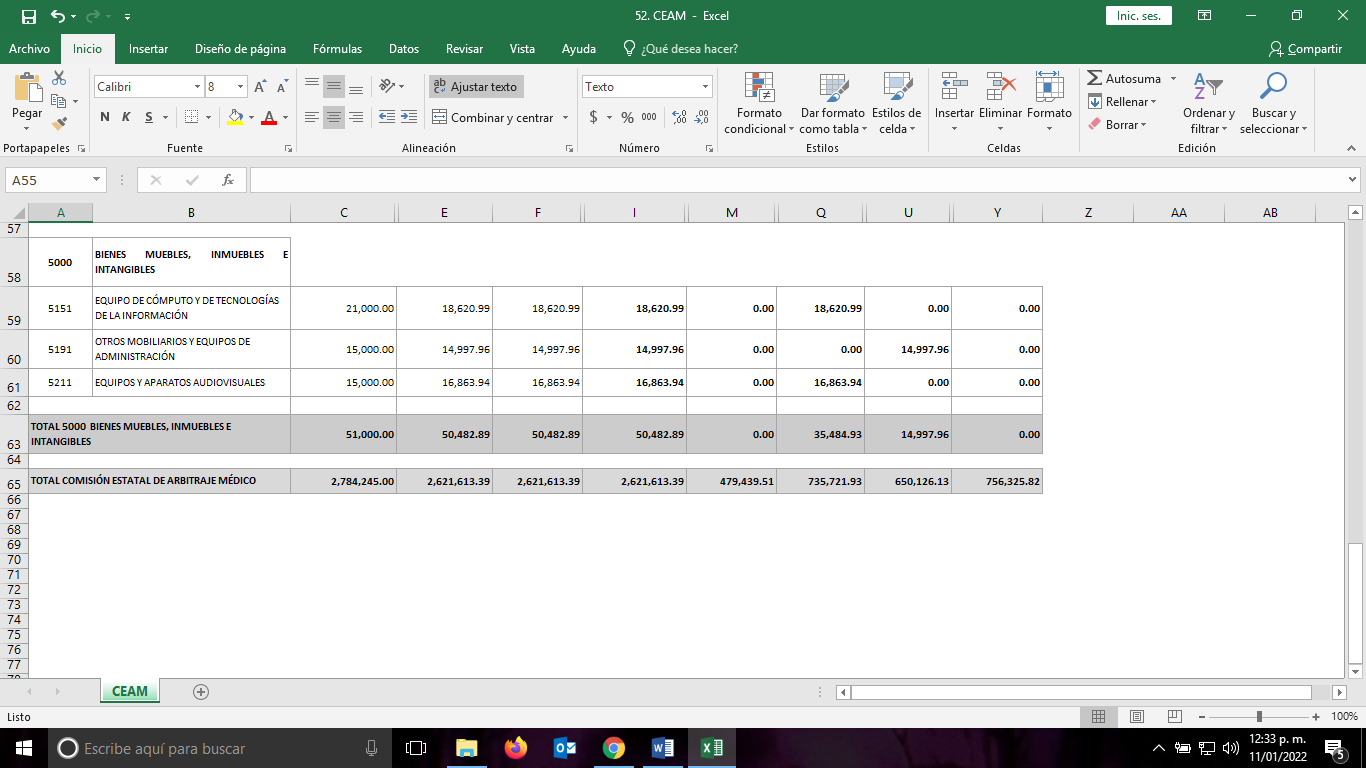 52. CEAM - Excel
Inic. ses.
Archivo Inicio Insertar Diseño de página Fórmulas Datos Revisar Vista Ayuda ¿Qué desea hacer? Compartir
Pegar
Calibri 8
N K S
Ajustar texto
Combinar y centrar
Texto
$ % 000
Formato condicional
Dar formato como tabla
Estilos de celda
Insertar Eliminar Formato
Autosuma
Rellenar
Borrar
Ordenar y filtrar
Buscar y seleccionar
Portapapeles Fuente Alineación Número Estilos Celdas Edición
A55 fx
A B C E F I M Q U Y Z AA AB
57
58 5000 BIENES MUEBLES, INMUEBLES E
INTANGIBLES
59 5151 EQUIPO DE CÓMPUTO Y DE TECNOLOGÍAS
DE LA INFORMACIÓN 21,000.00 18,620.99 18,620.99 18,620.99 0.00 18,620.99 0.00 0.00
60 5191 OTROS MOBILIARIOS Y EQUIPOS DE
ADMINISTRACIÓN 15,000.00 14,997.96 14,997.96 14,997.96 0.00 0.00 14,997.96 0.00
61 5211 EQUIPOS Y APARATOS AUDIOVISUALES 15,000.00 16,863.94 16,863.94 16,863.94 0.00 16,863.94 0.00 0.00
62
63 TOTAL 5000 BIENES MUEBLES, INMUEBLES E
INTANGIBLES 51,000.00 50,482.89 50,482.89 50,482.89 0.00 35,484.93 14,997.96 0.00
64
65 TOTAL COMISIÓN ESTATAL DE ARBITRAJE MÉDICO 2,784,245.00 2,621,613.39 2,621,613.39 2,621,613.39 479,439.51 735,721.93 650,126.13 756,325.82
66
67
68
69
70
71
72
73
74
75
76
77
CEAM
Listo 100%
Escribe aquí para buscar
12:33 p. m.
11/01/2022
5